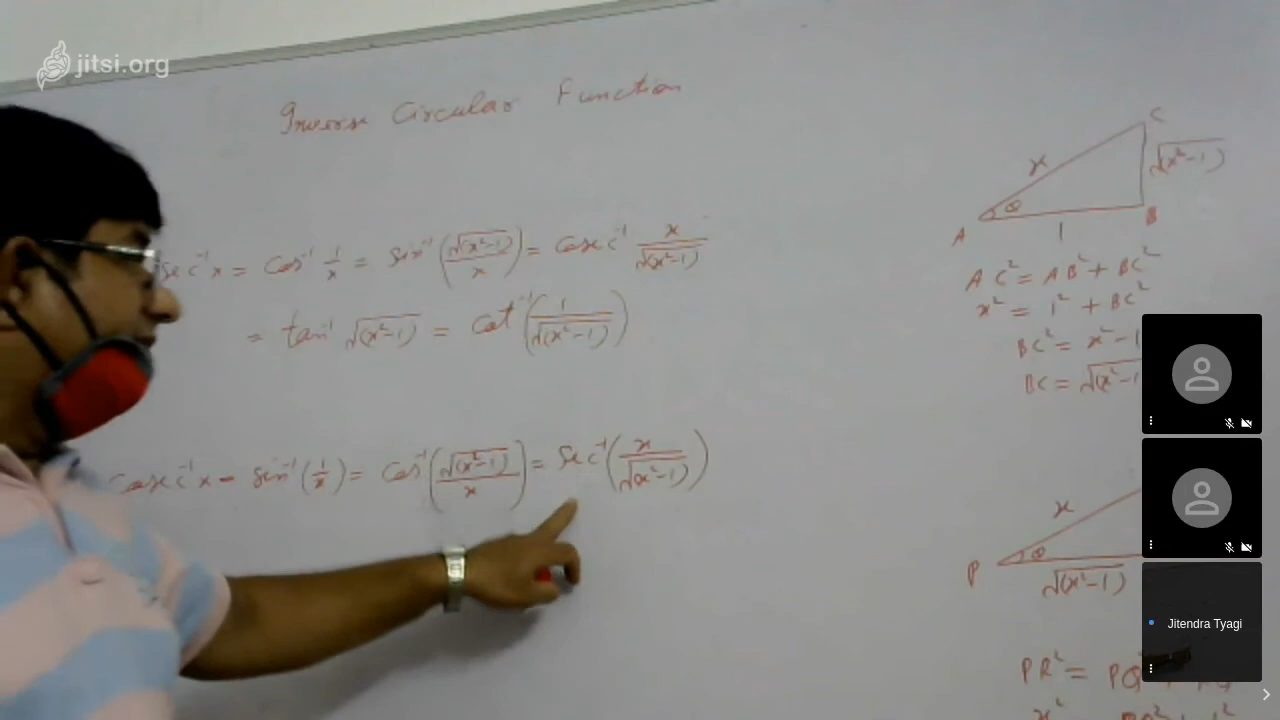 jitsi.org
Inverse Circular Function
sec⁻¹x = cos⁻¹ 1/x = sin⁻¹(√(x²-1)/x) = cosec⁻¹ x/√(x²-1)
= tan⁻¹ √(x²-1) = cot⁻¹(1/√(x²-1))
cosec⁻¹x = sin⁻¹(1/x) = cos⁻¹(√(x²-1)/x) = sec⁻¹(x/√(x²-1))
C
x
√(x²-1)
θ
A
B
1
AC² = AB² + BC²
x² = 1² + BC²
BC² = x² - 1
BC = √(x²-1
x
P
θ
√(x²-1)
Jitendra Tyagi
PR² = PQ²
x²